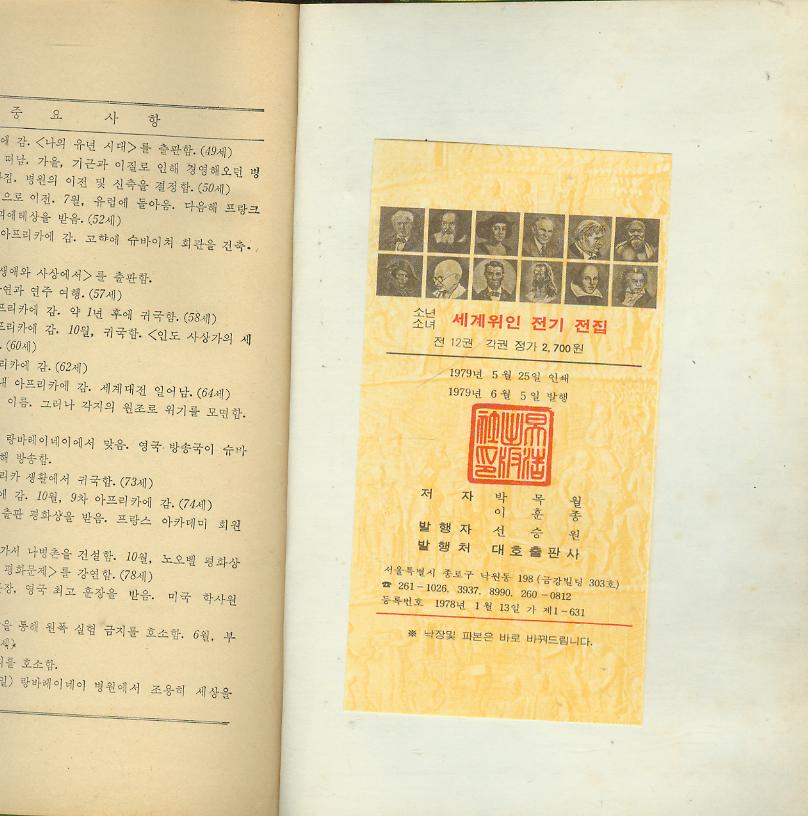 중 요 사 항
에 감. <나의 유년 시대>를 출판함. (49세)
떠남. 가을, 기근과 이질로 인해 경영해오던 병
겨짐. 병원의 이전 및 신축을 결정함. (50세)
으로 이전. 7월, 유럽에 돌아옴. 다음해 프랑크
괴에테상을 받음. (52세)
아프리카에 감. 고향에 슈바이처 회관을 건축.
생애와 사상에서>를 출판함.
연과 연주 여행. (57세)
프리카에 감. 약 1년 후에 귀국함. (58세)
프리카에 감. 10월, 귀국함. <인도 사상가의 세
. (60세)
리카에 감. (62세)
내 아프리카에 감. 세계대전 일어남. (64세)
이름. 그러나 각지의 원조로 위기를 모면함.
랑바레이네이에서 맞음. 영국 방송국이 슈바
해 방송함.
리카 생활에서 귀국함. (73세)
에 감. 10월, 9차 아프리카에 감. (74세)
출판 평화상을 받음. 프랑스 아카데미 회원
가서 나병촌을 건설함. 10월, 노오벨 평화상
평화문제>를 강연함. (78세)
훈장, 영국 최고 훈장을 받음. 미국 학사원
을 통해 원폭 실험 금지를 호소함. 6월, 부
세)
지를 호소함.
일) 랑바레이네이 병원에서 조용히 세상을
소년
소녀 세계위인 전기 전집
전 12권 각권 정가 2,700원
1979년 5월 25일 인쇄
1979년 6월 5일 발행
저 자 박 목 월
이 훈 종
발 행 자 선 승 원
발 행 처 대호출판사
서울특별시 종로구 낙원동 198 (금강빌딩 303호)
☎ 261-1026. 3937. 8990. 260-0812
등록번호 1978년 1월 13일 가 제1-631
※ 낙장및 파본은 바로 바꿔드립니다.